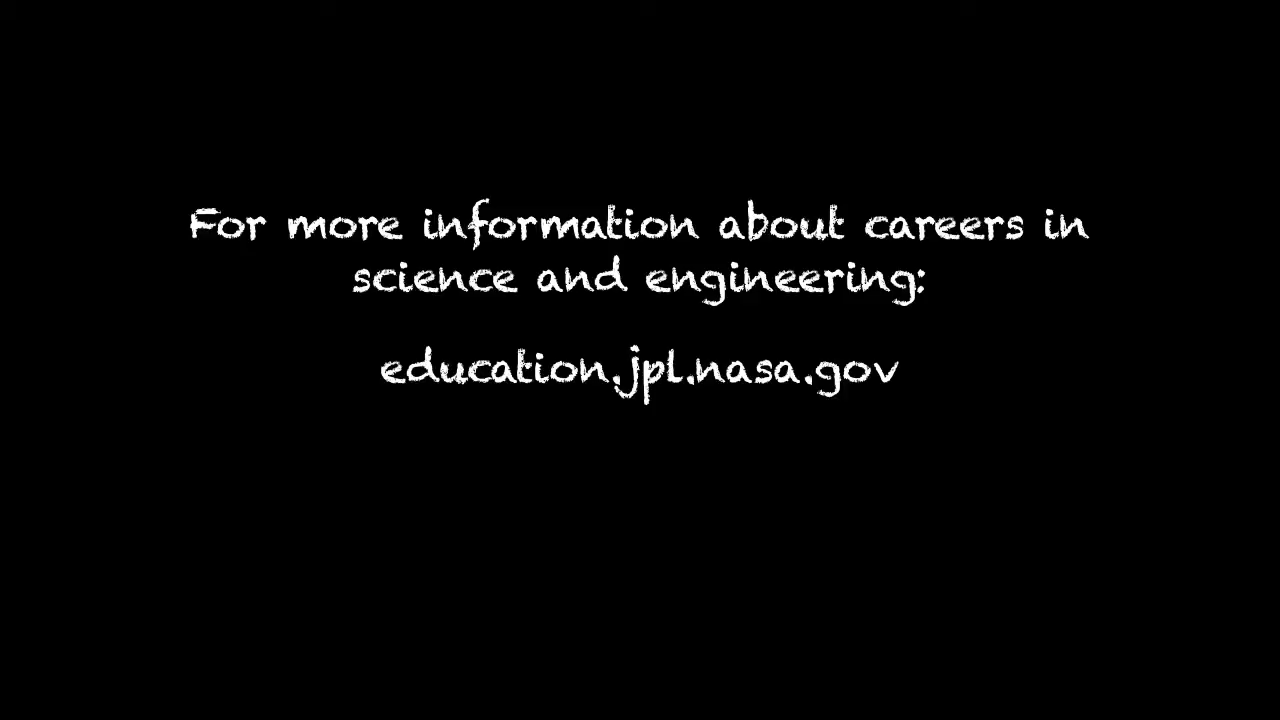 For more information about careers in
science and engineering:
education.jpl.nasa.gov